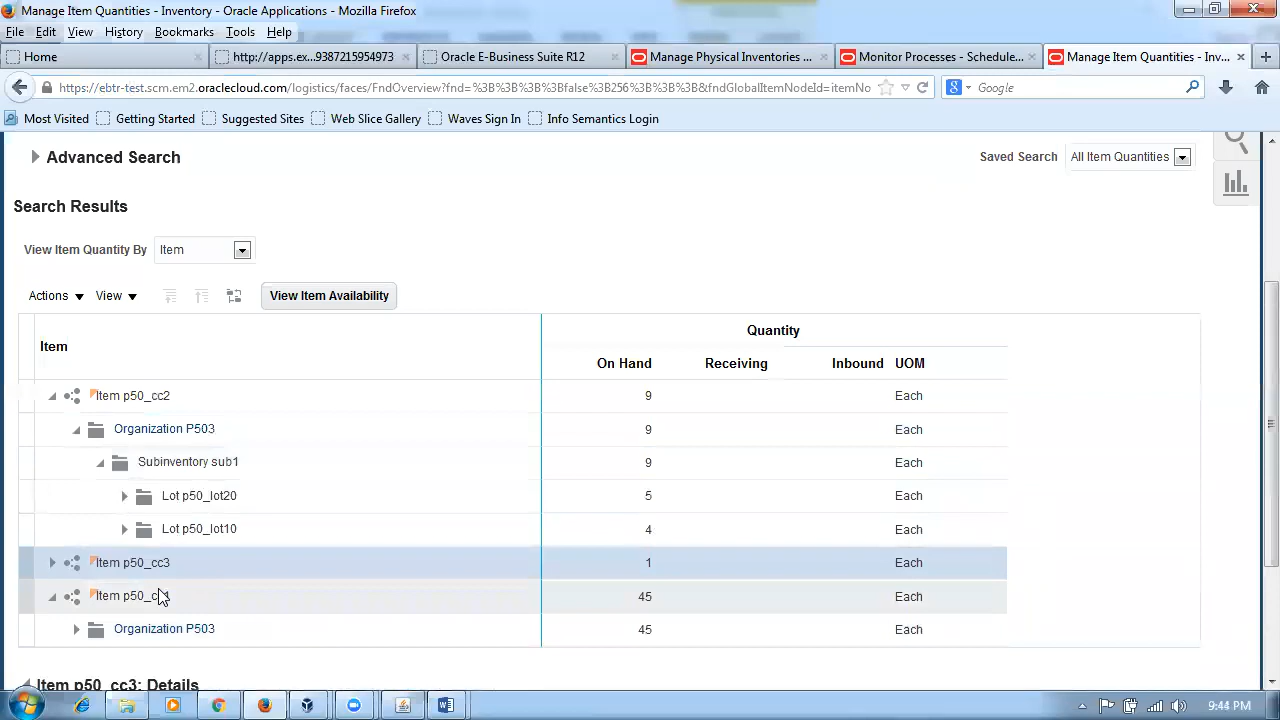 Manage Item Quantities - Inventory - Oracle Applications - Mozilla Firefox
File Edit View History Bookmarks Tools Help
Home http://apps.ex...9387215954973 Oracle E-Business Suite R12 Manage Physical Inventories ... Monitor Processes - Schedule... Manage Item Quantities - Inv...
https://ebtr-test.scm.em2.oraclecloud.com/logistics/faces/FndOverview?fnd=%3B%3B%3B%3Bfalse%3B256%3B%3B%3B&fndGlobalItemNodeId=itemNo Google
Most Visited Getting Started Suggested Sites Web Slice Gallery Waves Sign In Info Semantics Login
Advanced Search Saved Search All Item Quantities
Search Results
View Item Quantity By Item
Actions View View Item Availability
Quantity
Item
On Hand Receiving Inbound UOM
Item p50_cc2 9 Each
Organization P503 9 Each
Subinventory sub1 9 Each
Lot p50_lot20 5 Each
Lot p50_lot10 4 Each
Item p50_cc3 1 Each
Item 45 Each
Organization P503 45 Each
Item p50_cc3: Details
9:44 PM